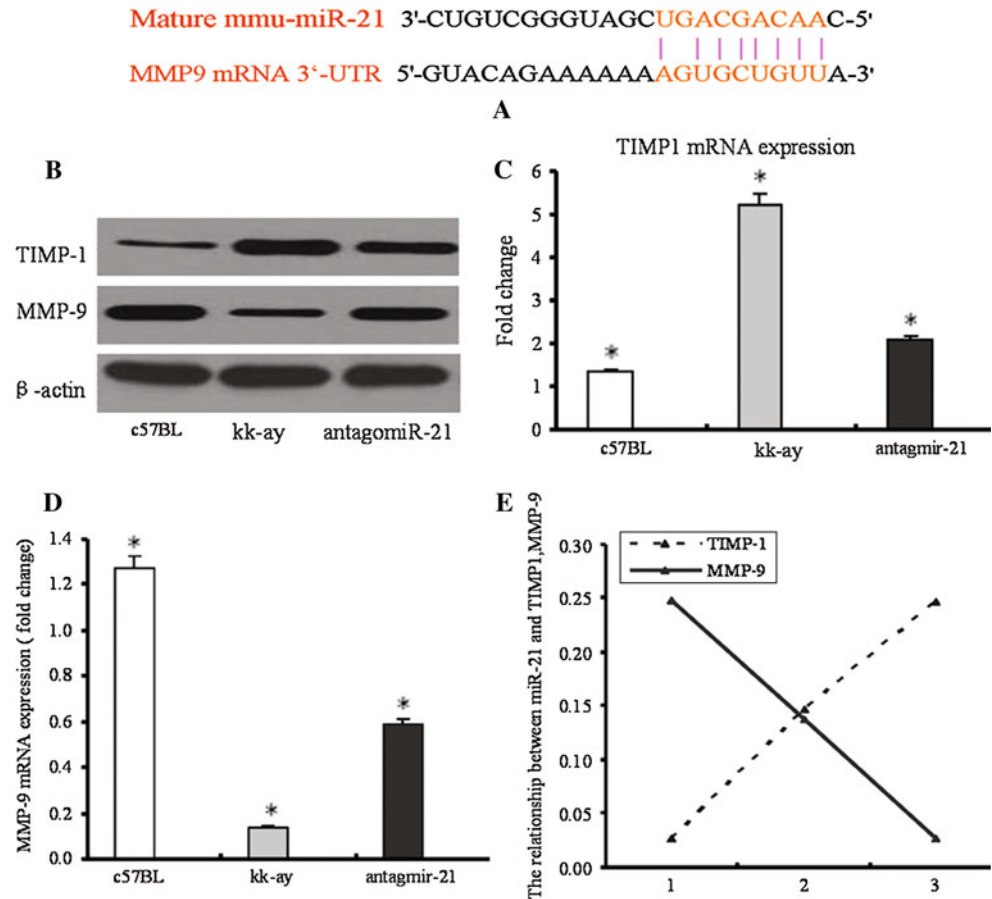 Mature mmu-miR-21 3'-CUGUCGGGUAGCUGACGACAAC-5'
MMP9 mRNA 3‘-UTR 5'-GUACAGAAAAAAAGUGCUGUUA-3'
A
B
TIMP-1
MMP-9
β-actin
c57BL kk-ay antagomiR-21
C
TIMP1 mRNA expression
Fold change
6
5
4
3
2
1
0
* * *
c57BL kk-ay antagmir-21
D
MMP-9 mRNA expression ( fold change)
1.4
1.2
1.0
0.8
0.6
0.4
0.2
0.0
* * *
c57BL kk-ay antagmir-21
E
The relationship between miR-21 and TIMP1,MMP-9
0.30
0.25
0.20
0.15
0.10
0.05
0.00
TIMP-1
MMP-9
1 2 3